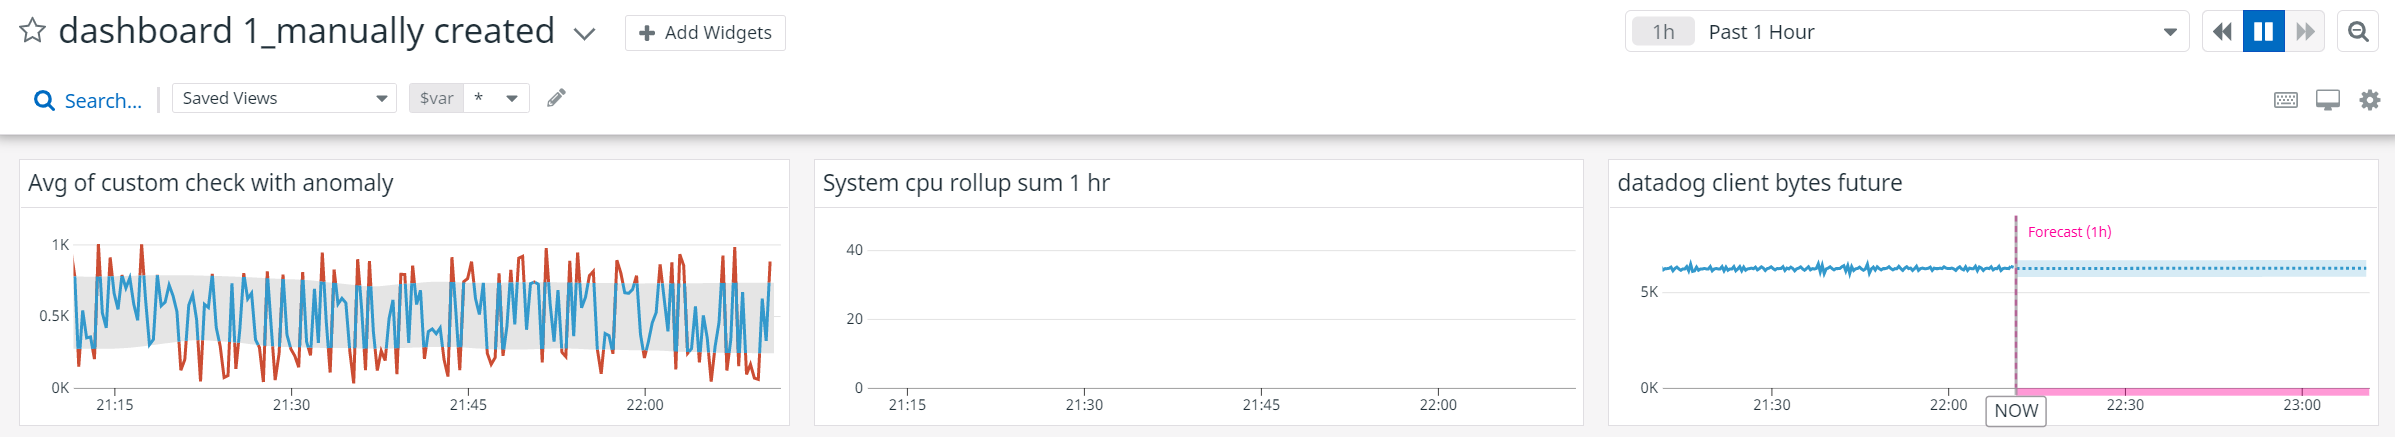 dashboard 1_manually created
Add Widgets
1h Past 1 Hour
Search...
Saved Views
$var *
Avg of custom check with anomaly
1K
0.5K
0K
21:15 21:30 21:45 22:00
System cpu rollup sum 1 hr
40
20
0
21:15 21:30 21:45 22:00
datadog client bytes future
Forecast (1h)
5K
0K
21:30 22:00 22:30 23:00
NOW